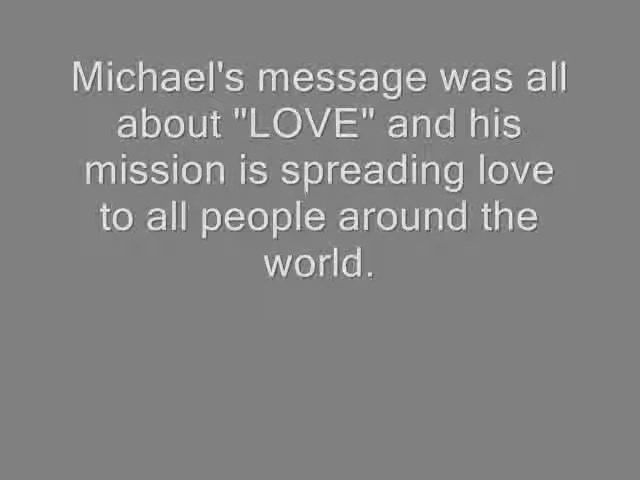 Michael's message was all
about "LOVE" and his
mission is spreading love
to all people around the
world.